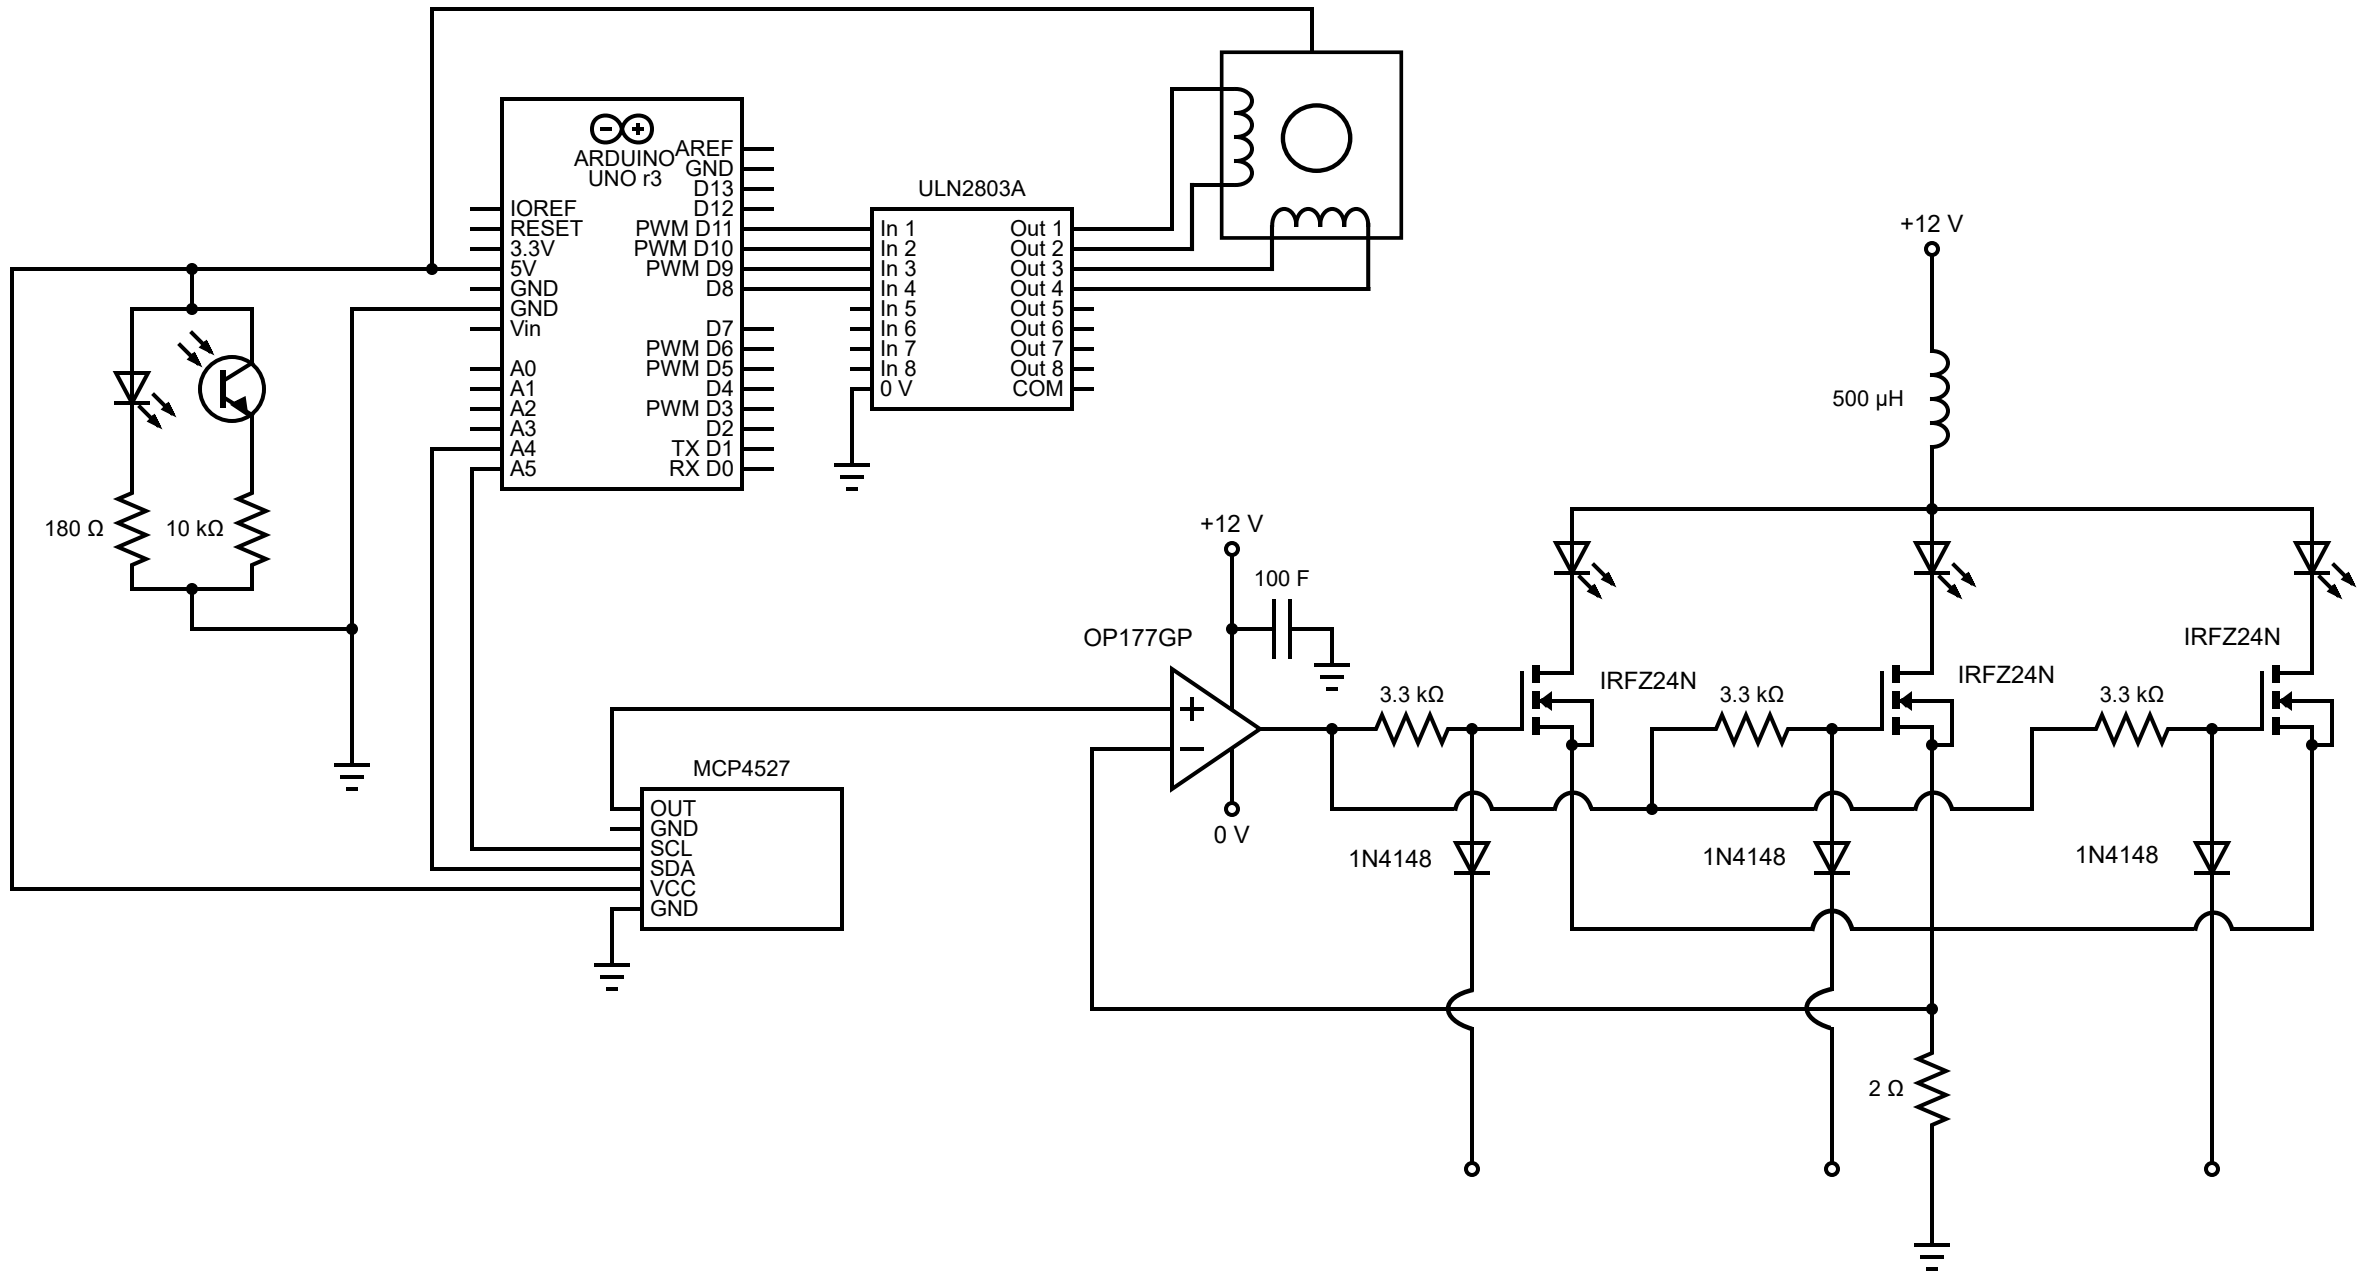 ARDUINO
UNO r3
IOREF
RESET
3.3V
5V
GND
GND
Vin
A0
A1
A2
A3
A4
A5
AREF
GND
D13
D12
PWM D11
PWM D10
PWM D9
D8
D7
PWM D6
PWM D5
D4
PWM D3
D2
TX D1
RX D0
ULN2803A
In 1
In 2
In 3
In 4
In 5
In 6
In 7
In 8
0 V
Out 1
Out 2
Out 3
Out 4
Out 5
Out 6
Out 7
Out 8
COM
180 Ω
10 kΩ
MCP4527
OUT
GND
SCL
SDA
VCC
GND
+12 V
100 F
OP177GP
0 V
+12 V
500 µH
3.3 kΩ
IRFZ24N
3.3 kΩ
IRFZ24N
3.3 kΩ
IRFZ24N
1N4148
1N4148
1N4148
2 Ω